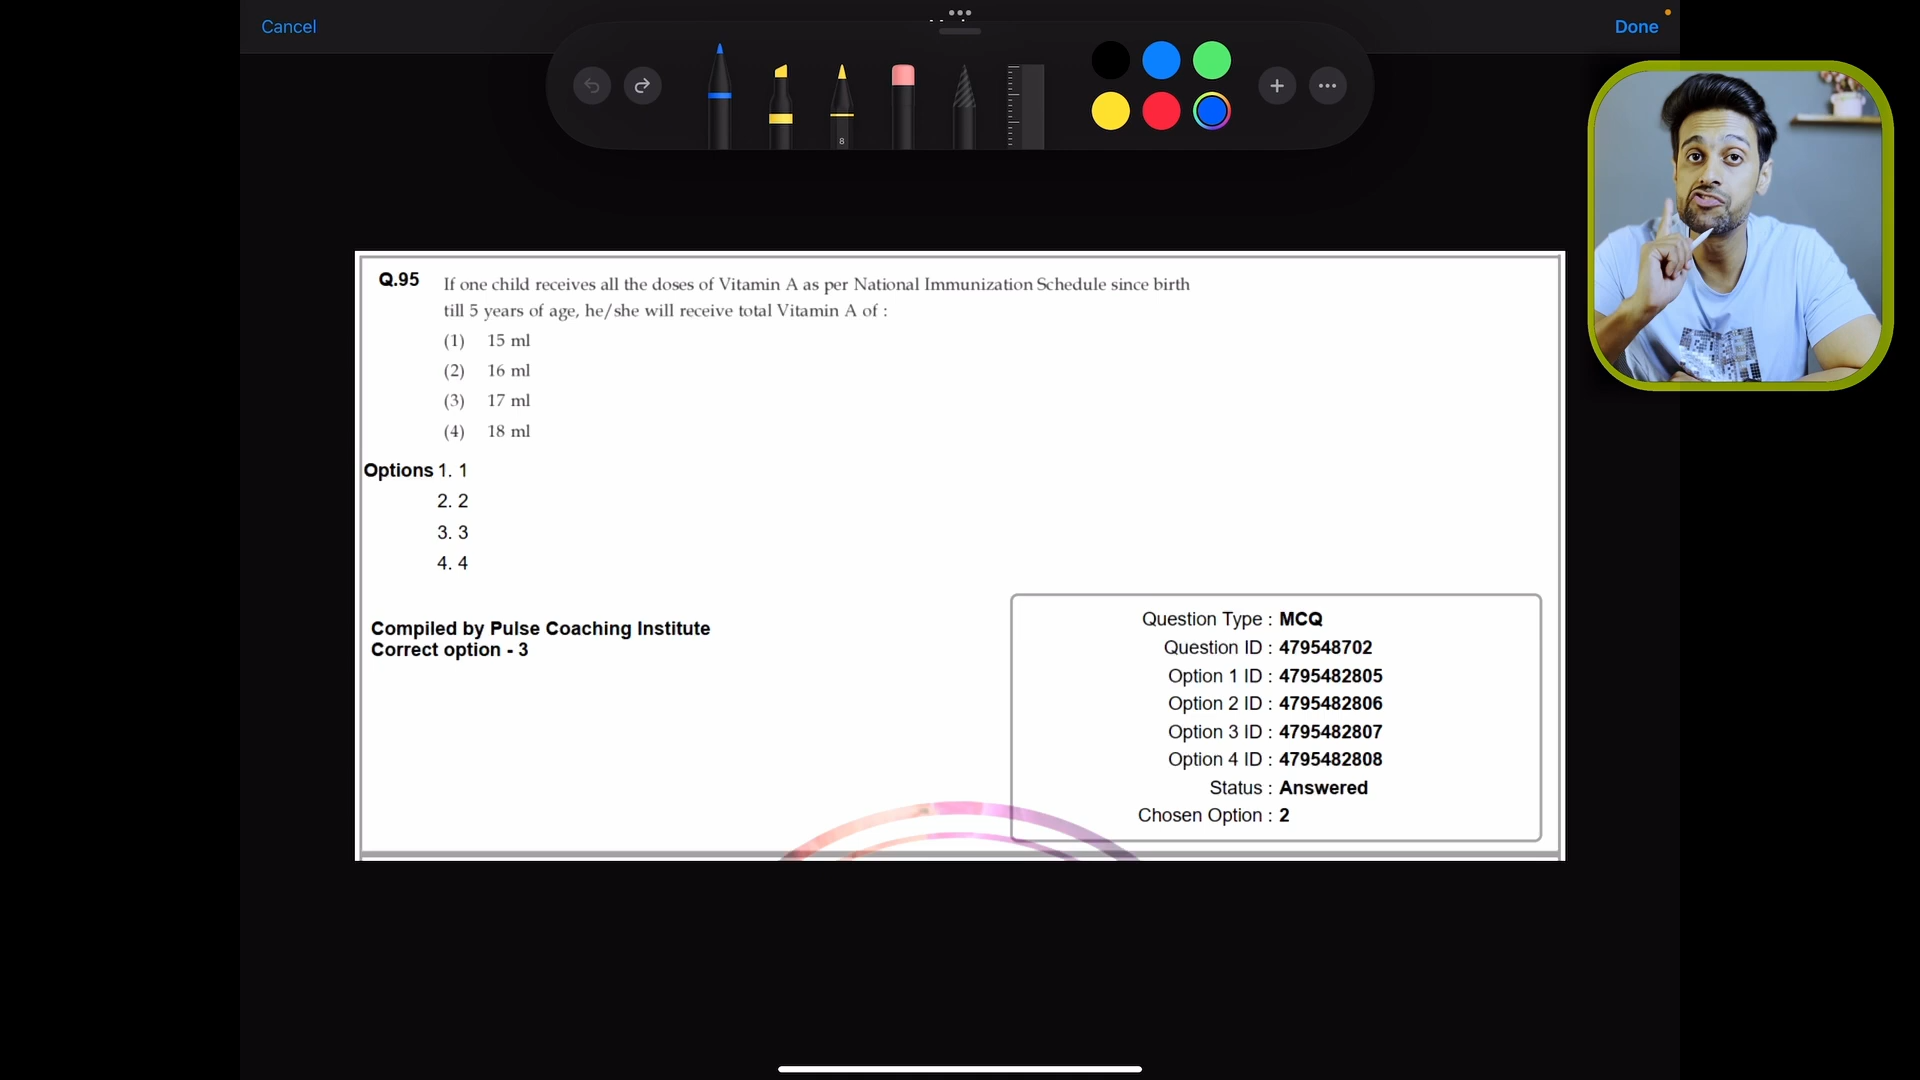 Cancel
Done
8
Q.95 If one child receives all the doses of Vitamin A as per National Immunization Schedule since birth
till 5 years of age, he/she will receive total Vitamin A of :
(1) 15 ml
(2) 16 ml
(3) 17 ml
(4) 18 ml
Options 1. 1
2. 2
3. 3
4. 4
Compiled by Pulse Coaching Institute
Correct option - 3
Question Type : MCQ
Question ID : 479548702
Option 1 ID : 4795482805
Option 2 ID : 4795482806
Option 3 ID : 4795482807
Option 4 ID : 4795482808
Status : Answered
Chosen Option : 2